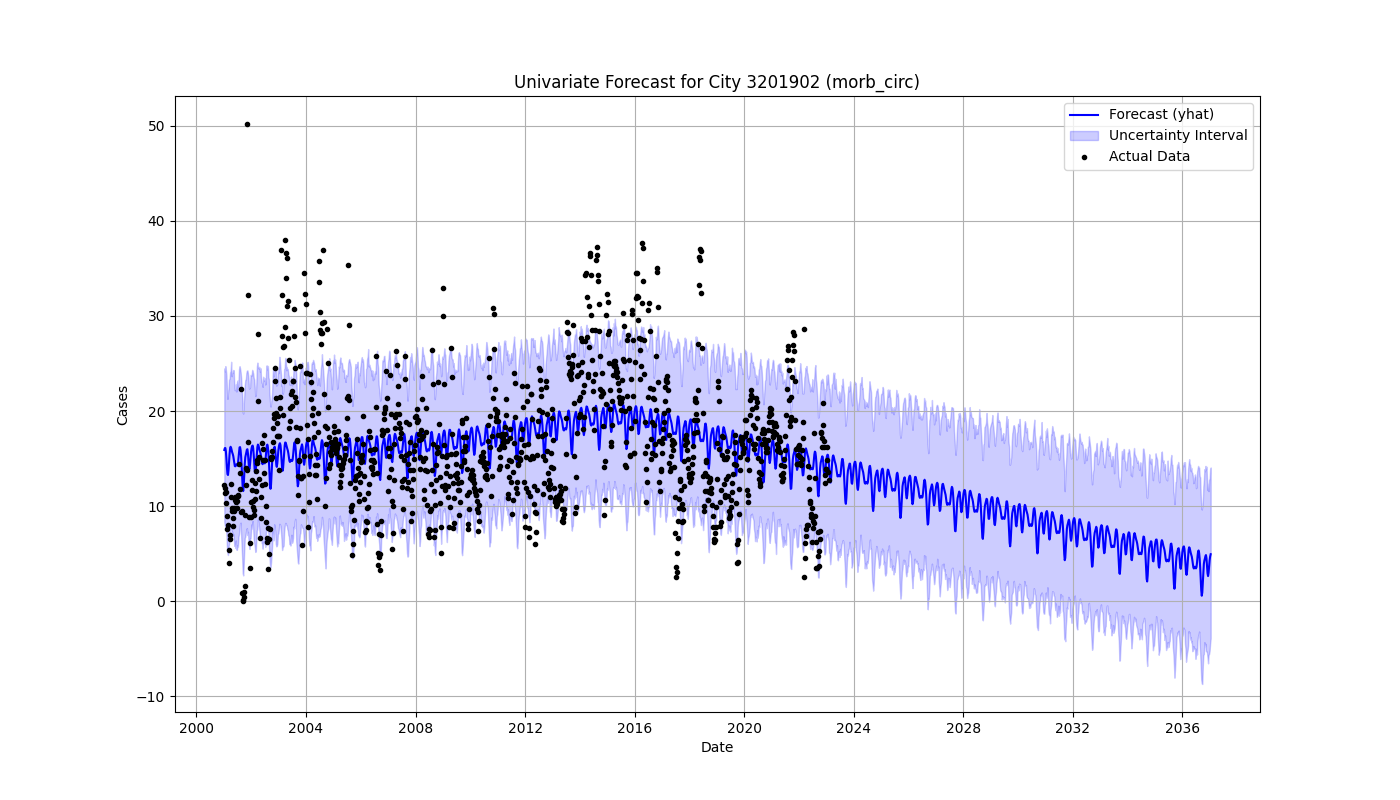 Univariate Forecast for City 3201902 (morb_circ)
Forecast (yhat)
Uncertainty Interval
Actual Data
Cases
50
40
30
20
10
0
−10
2000 2004 2008 2012 2016 2020 2024 2028 2032 2036
Date